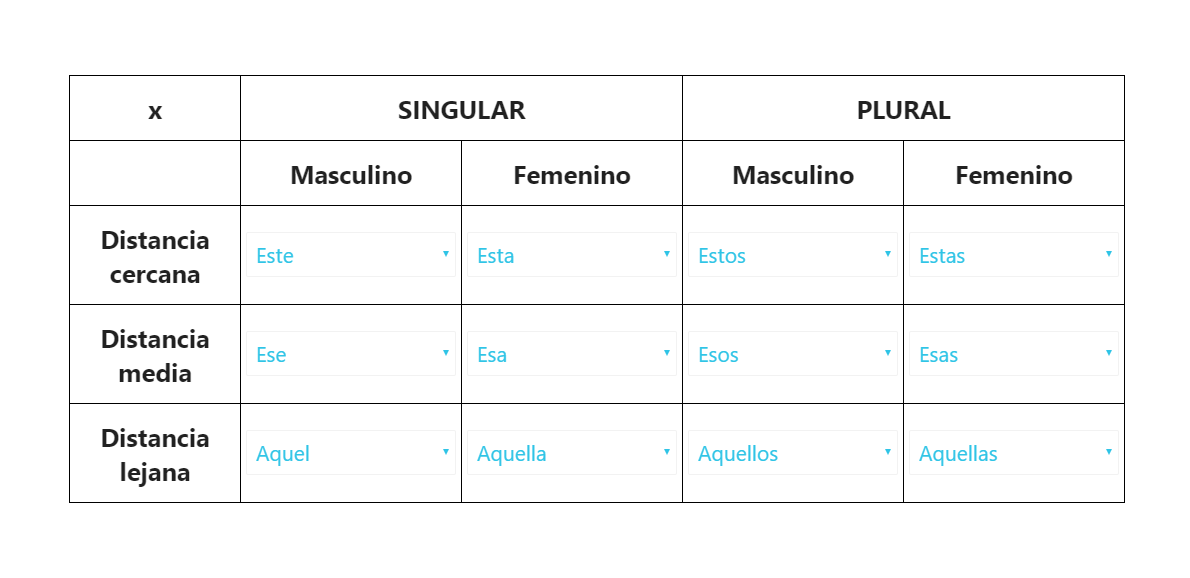 x SINGULAR PLURAL
Masculino Femenino Masculino Femenino
Distancia
cercana
Este Esta Estos Estas
Distancia
media
Ese Esa Esos Esas
Distancia
lejana
Aquel Aquella Aquellos Aquellas